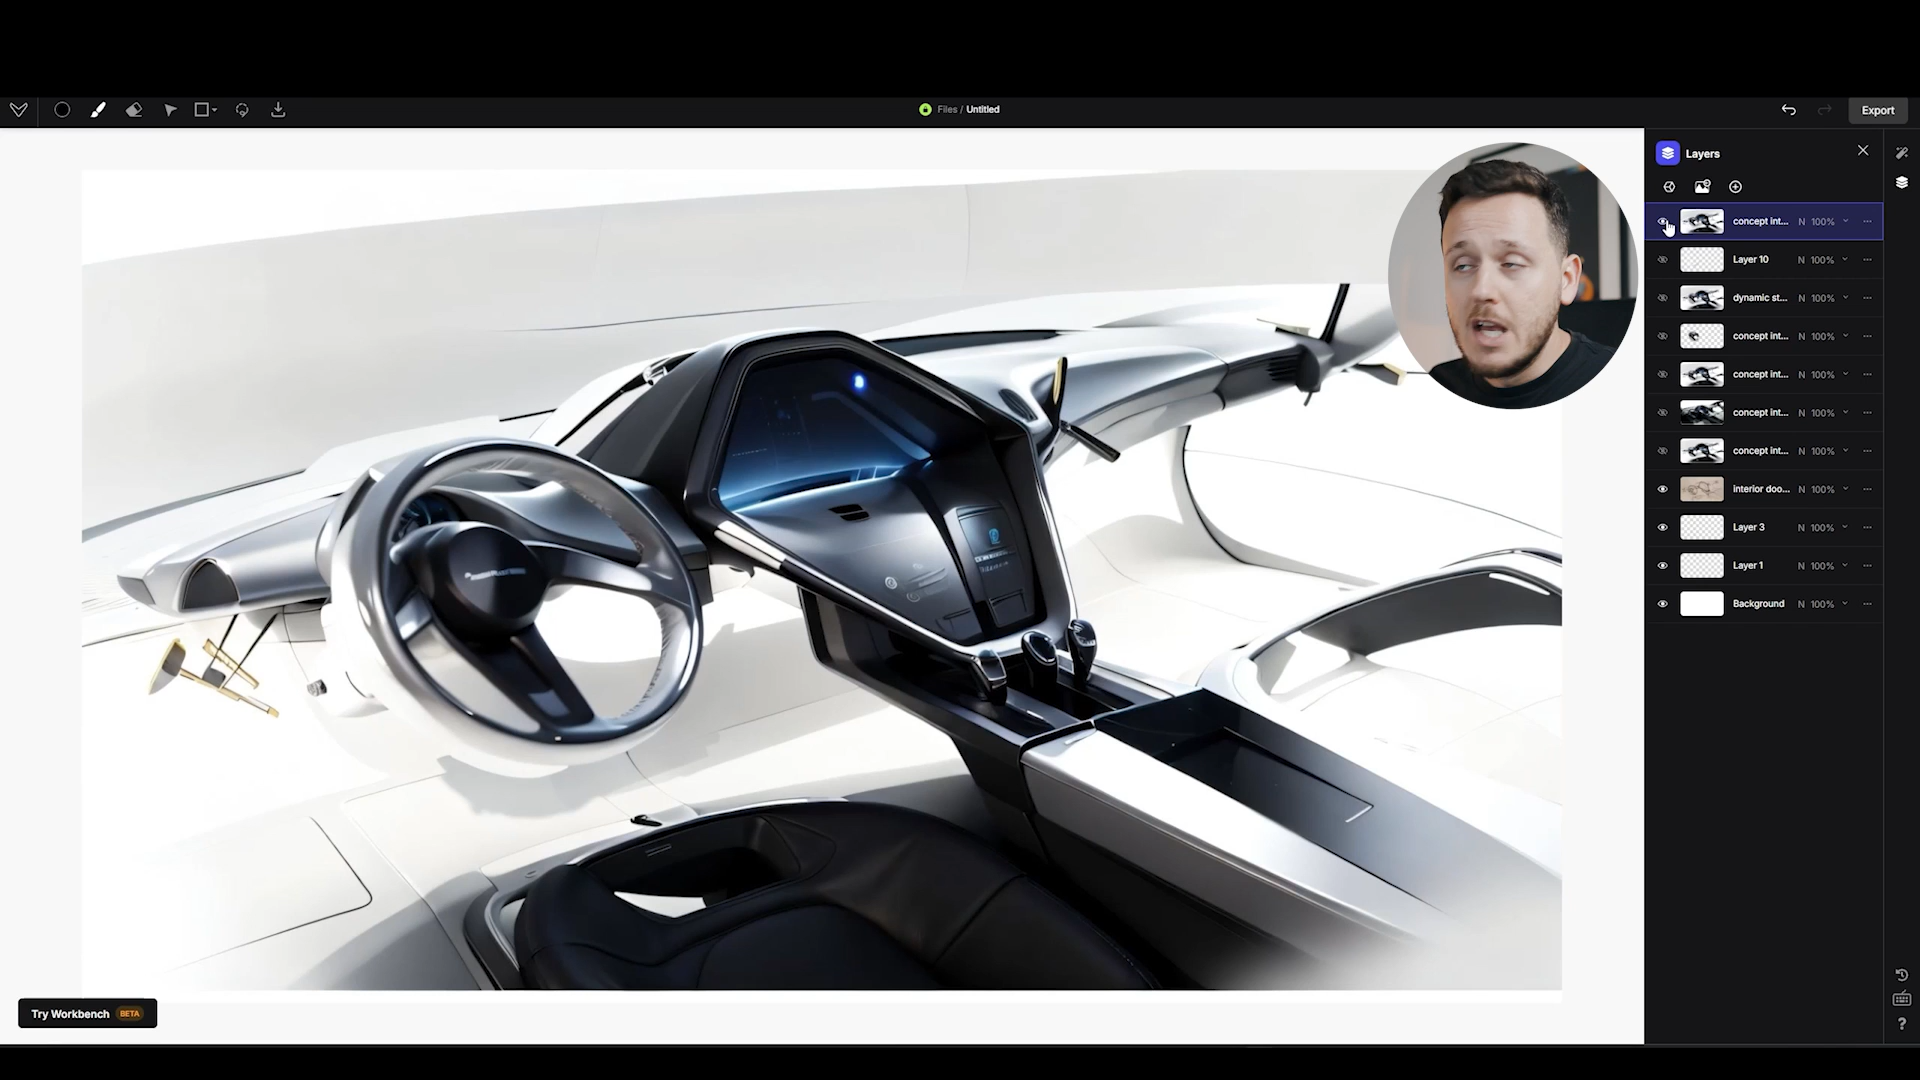 Files / Untitled
Export
Layers
concept int... N 100%
Layer 10 N 100%
dynamic st... N 100%
concept int... N 100%
concept int... N 100%
concept int... N 100%
concept int... N 100%
interior doo... N 100%
Layer 3 N 100%
Layer 1 N 100%
Background N 100%
Try Workbench BETA